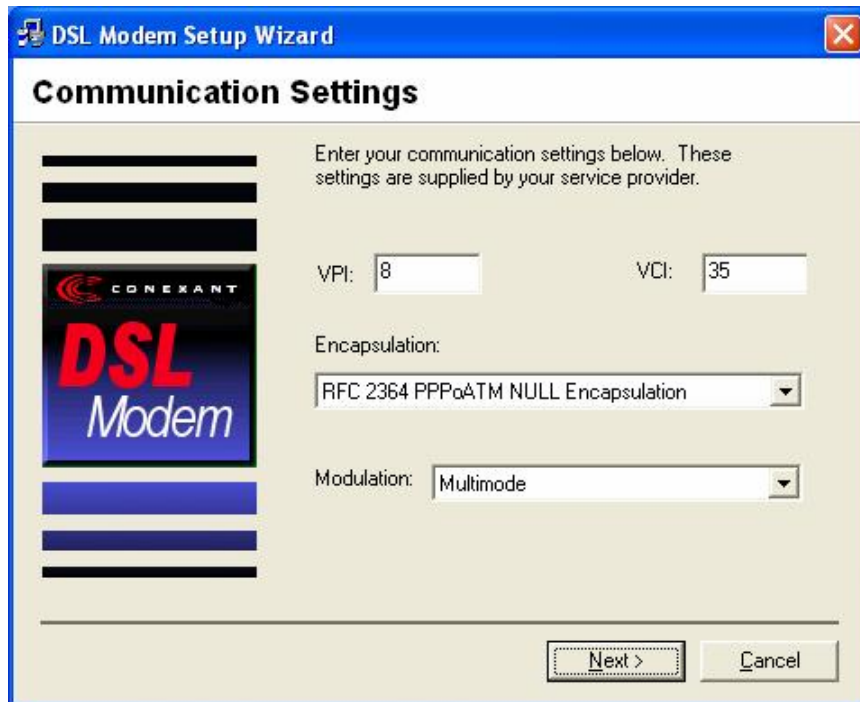 DSL Modem Setup Wizard
Communication Settings
Enter your communication settings below. These
settings are supplied by your service provider.
VPI: 8 VCI: 35
CONEXANT
DSL
Modem
Encapsulation:
RFC 2364 PPPoATM NULL Encapsulation
Modulation: Multimode
Next > Cancel